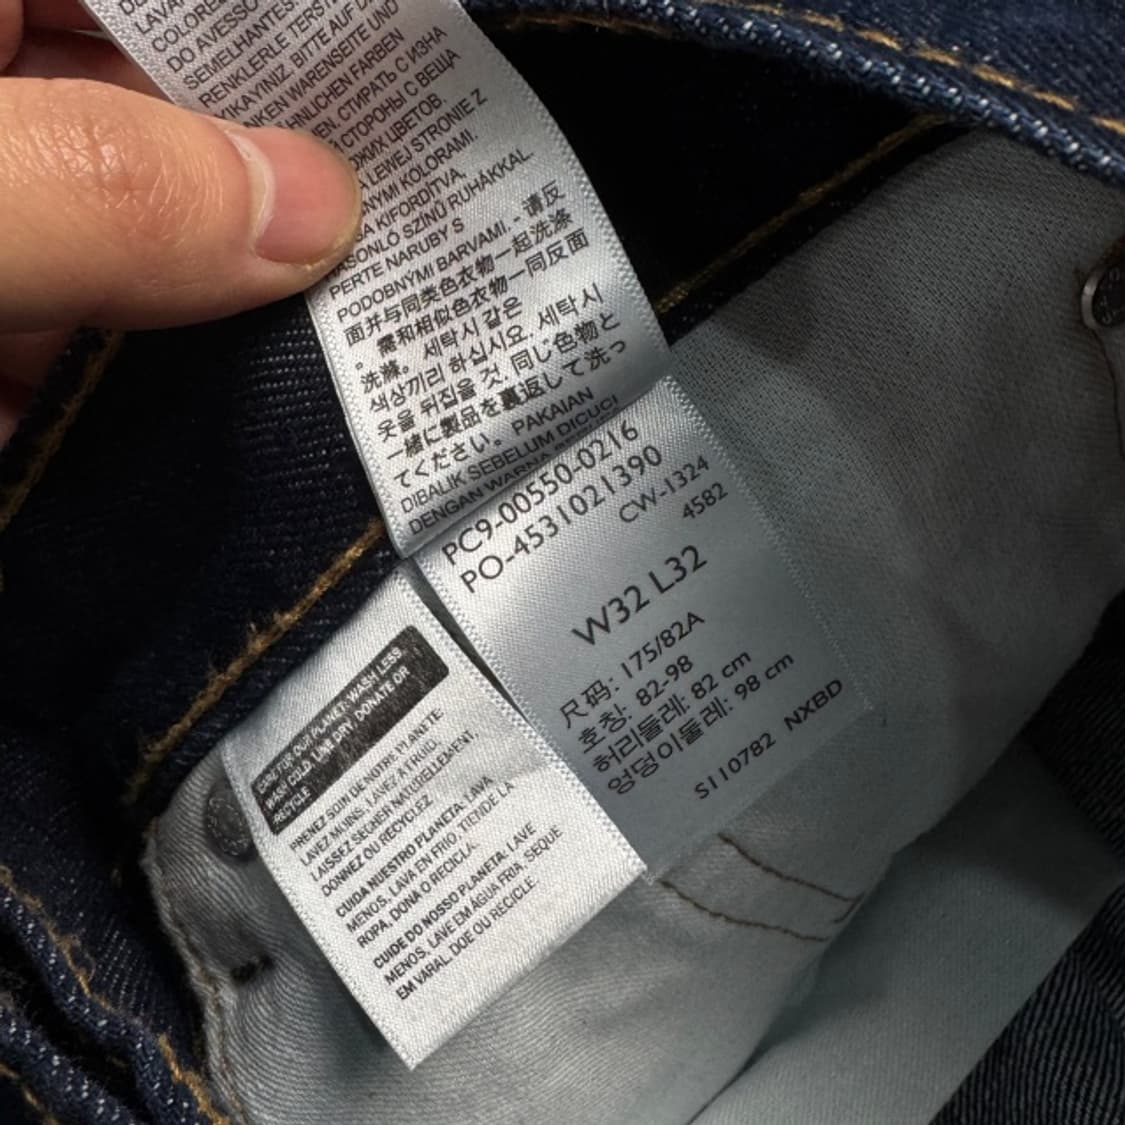 LAVAR
COLORES
DO AVESSO
SEMELHANTES.
RENKLERLE TERS
YIKAYINIZ. BITTE AUF D
NKEN WARENSEITE UND
HNLICHEN FARBEN
EN. СТИРАТЬ С ИЗНА
СТОРОНЫ С ВЕЩА
ОЖИХ ЦВЕТОВ.
A LEWEJ STRONIE Z
NYMI KOLORAMI.
SA KIFORDÍTVA,
HASONLÓ SZÍNŰ RUHÁKKAL.
PERTE NARUBY S
PODOBNÝMI BARVAMI. - 请反
面并与同类色衣物一起洗涤
。 需和相似色衣物一同反面
洗滌。 세탁시 같은
색상끼리 하십시요. 세탁시
옷을 뒤집을 것. 同じ色物と
一緒に製品を裏返して洗っ
てください。 PAKAIAN
DIBALIK SEBELUM DICUCI
DENGAN WARNA
PC9-00550-0216
PO-4531021390
CW-1324
4582
W32 L32
尺码: 175/82A
호칭: 82-98
허리둘레: 82 cm
엉덩이둘레: 98 cm
S110782 NXBD
CARE FOR OUR PLANET: WASH LESS,
WASH COLD, LINE DRY, DONATE OR
RECYCLE
PRENEZ SOIN DE NOTRE PLANÈTE:
LAVEZ MOINS, LAVEZ À FROID,
LAISSEZ SÉCHER NATURELLEMENT,
DONNEZ OU RECYCLEZ
CUIDA NUESTRO PLANETA: LAVA
MENOS, LAVA EN FRÍO, TIENDE LA
ROPA, DONA O RECICLA.
CUIDE DO NOSSO PLANETA: LAVE
MENOS, LAVE EM ÁGUA FRIA, SEQUE
EM VARAL, DOE OU RECICLE